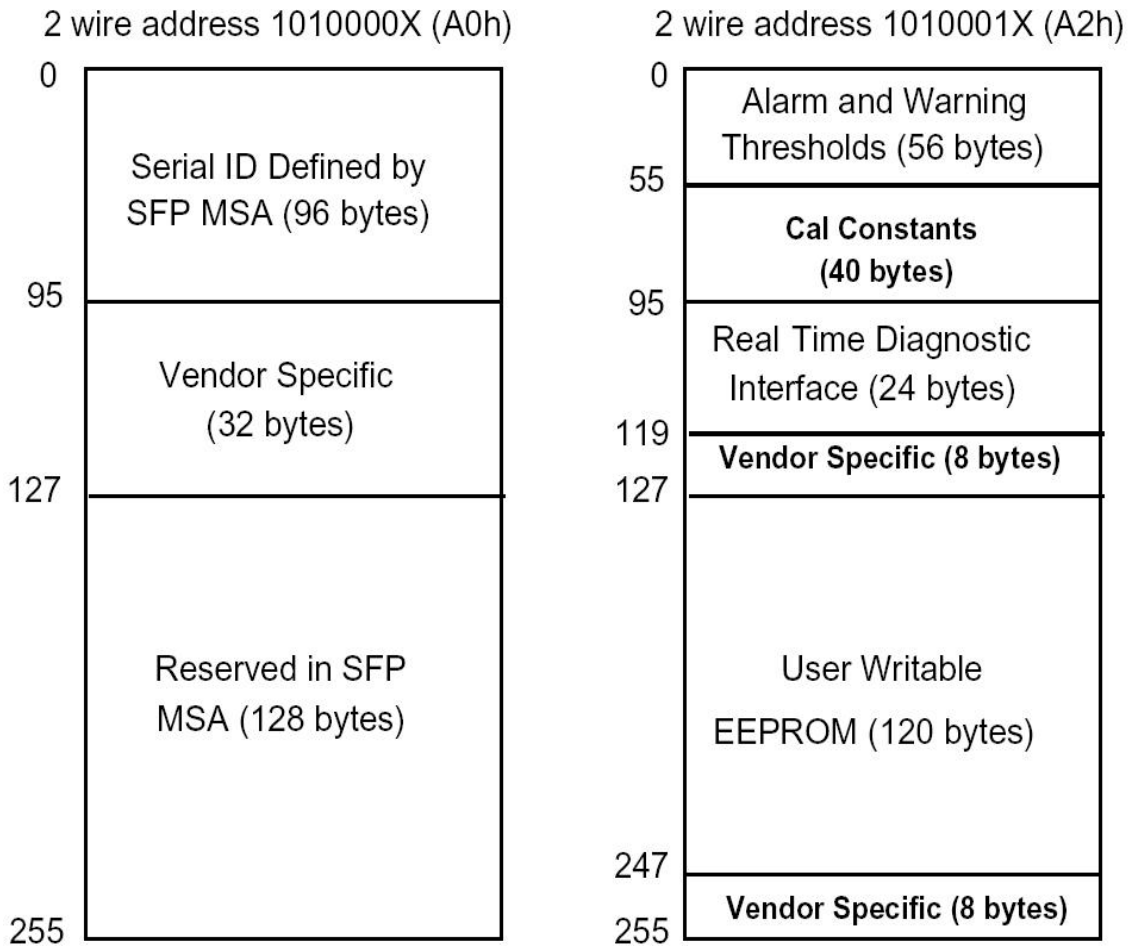 2 wire address 1010000X (A0h)
0
Serial ID Defined by
SFP MSA (96 bytes)
95
Vendor Specific
(32 bytes)
127
Reserved in SFP
MSA (128 bytes)
255
2 wire address 1010001X (A2h)
0
Alarm and Warning
Thresholds (56 bytes)
55
Cal Constants
(40 bytes)
95
Real Time Diagnostic
Interface (24 bytes)
119
Vendor Specific (8 bytes)
127
User Writable
EEPROM (120 bytes)
247
Vendor Specific (8 bytes)
255